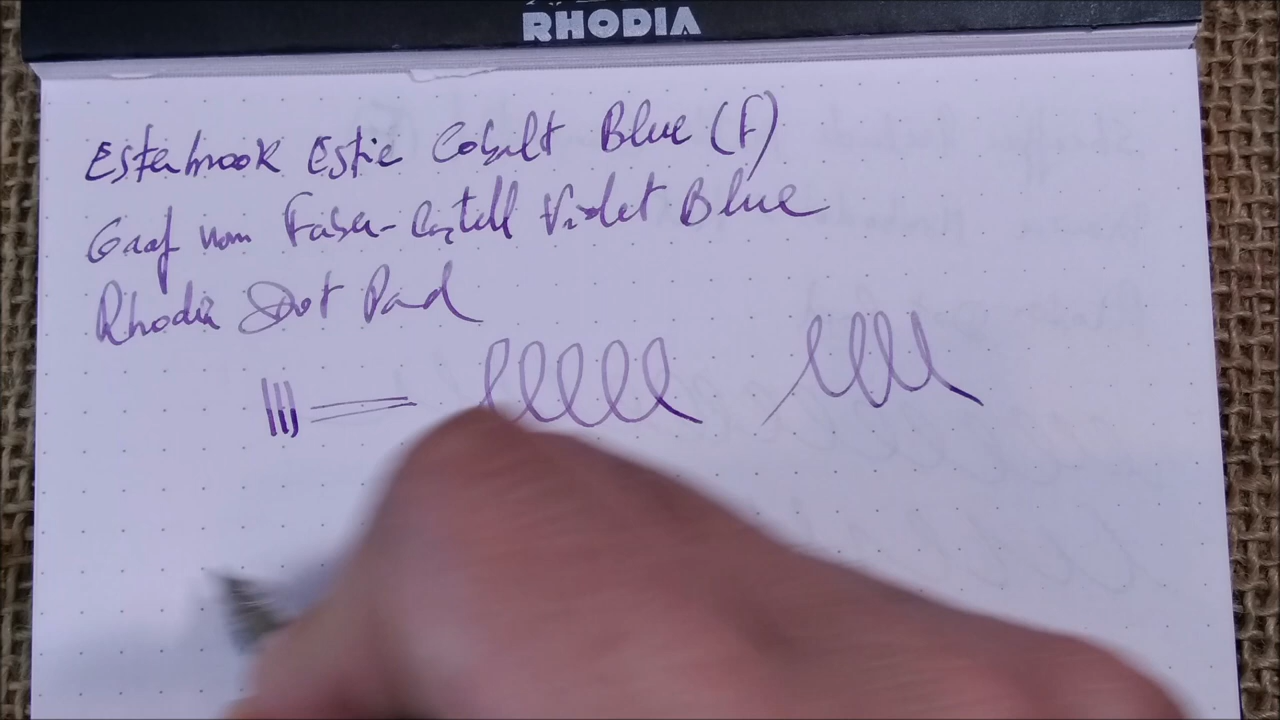 RHODIA
Esterbrook Estie Cobalt Blue (F)
Graf von Faber-Castell Violet Blue
Rhodia Dot Pad